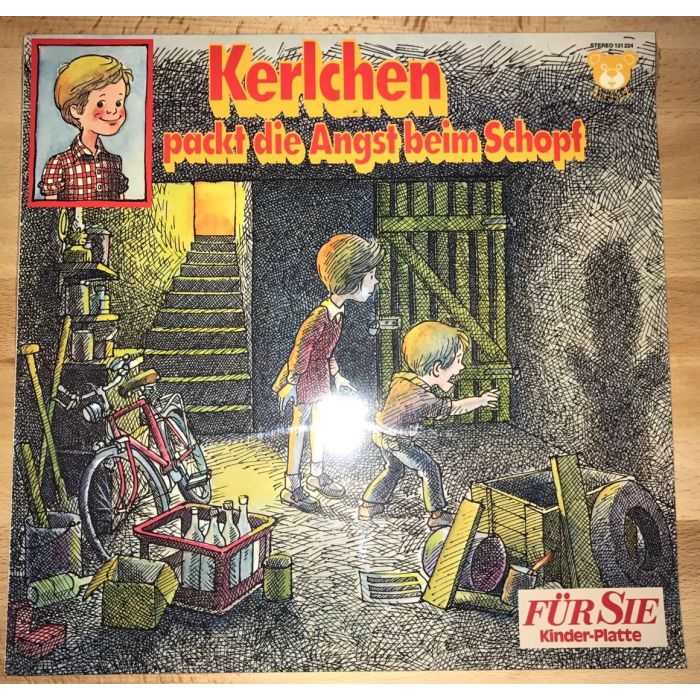 STEREO 121 224
Kerlchen
packt die Angst beim Schopf
FÜR SIE
Kinder-Platte